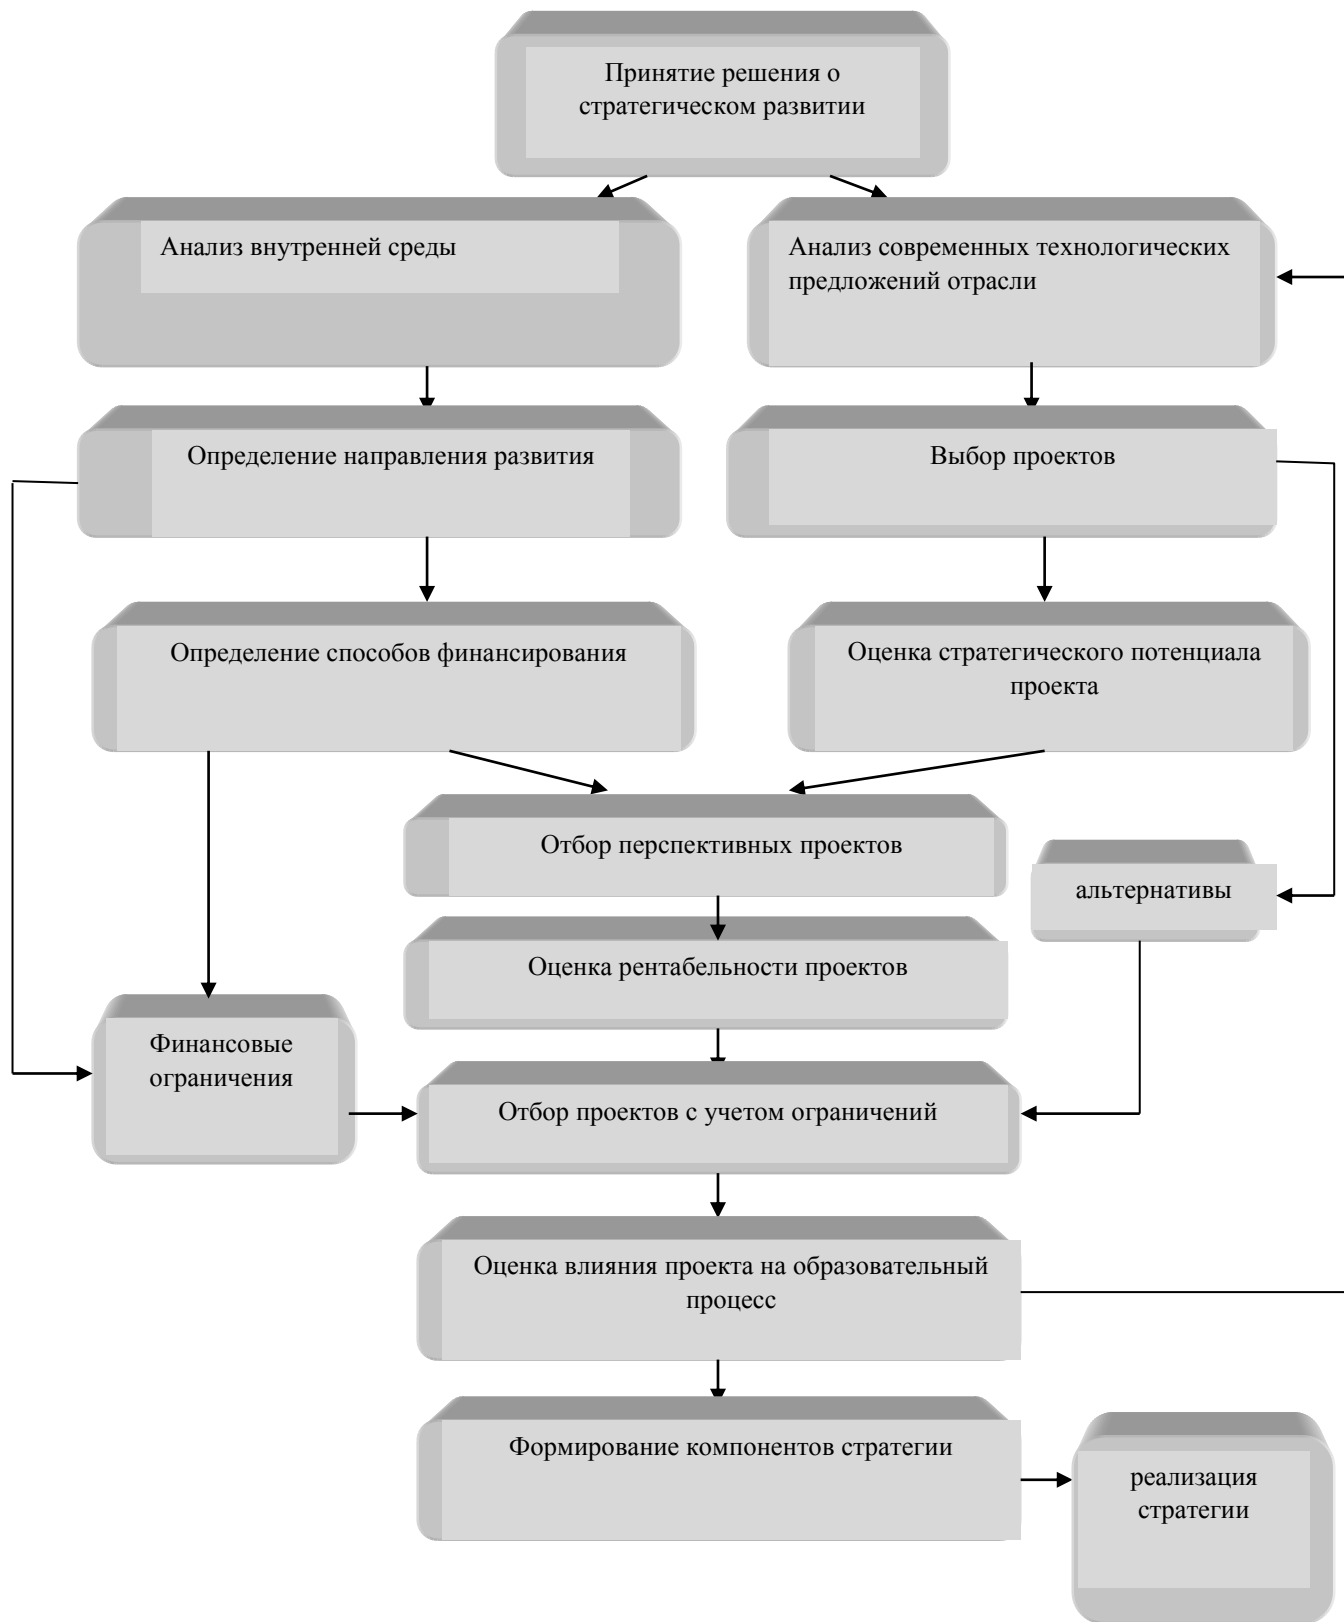 Принятие решения о
стратегическом развитии
Анализ внутренней среды
Анализ современных технологических
предложений отрасли
Определение направления развития
Выбор проектов
Определение способов финансирования
Оценка стратегического потенциала
проекта
Отбор перспективных проектов
альтернативы
Оценка рентабельности проектов
Финансовые
ограничения
Отбор проектов с учетом ограничений
Оценка влияния проекта на образовательный
процесс
Формирование компонентов стратегии
реализация
стратегии